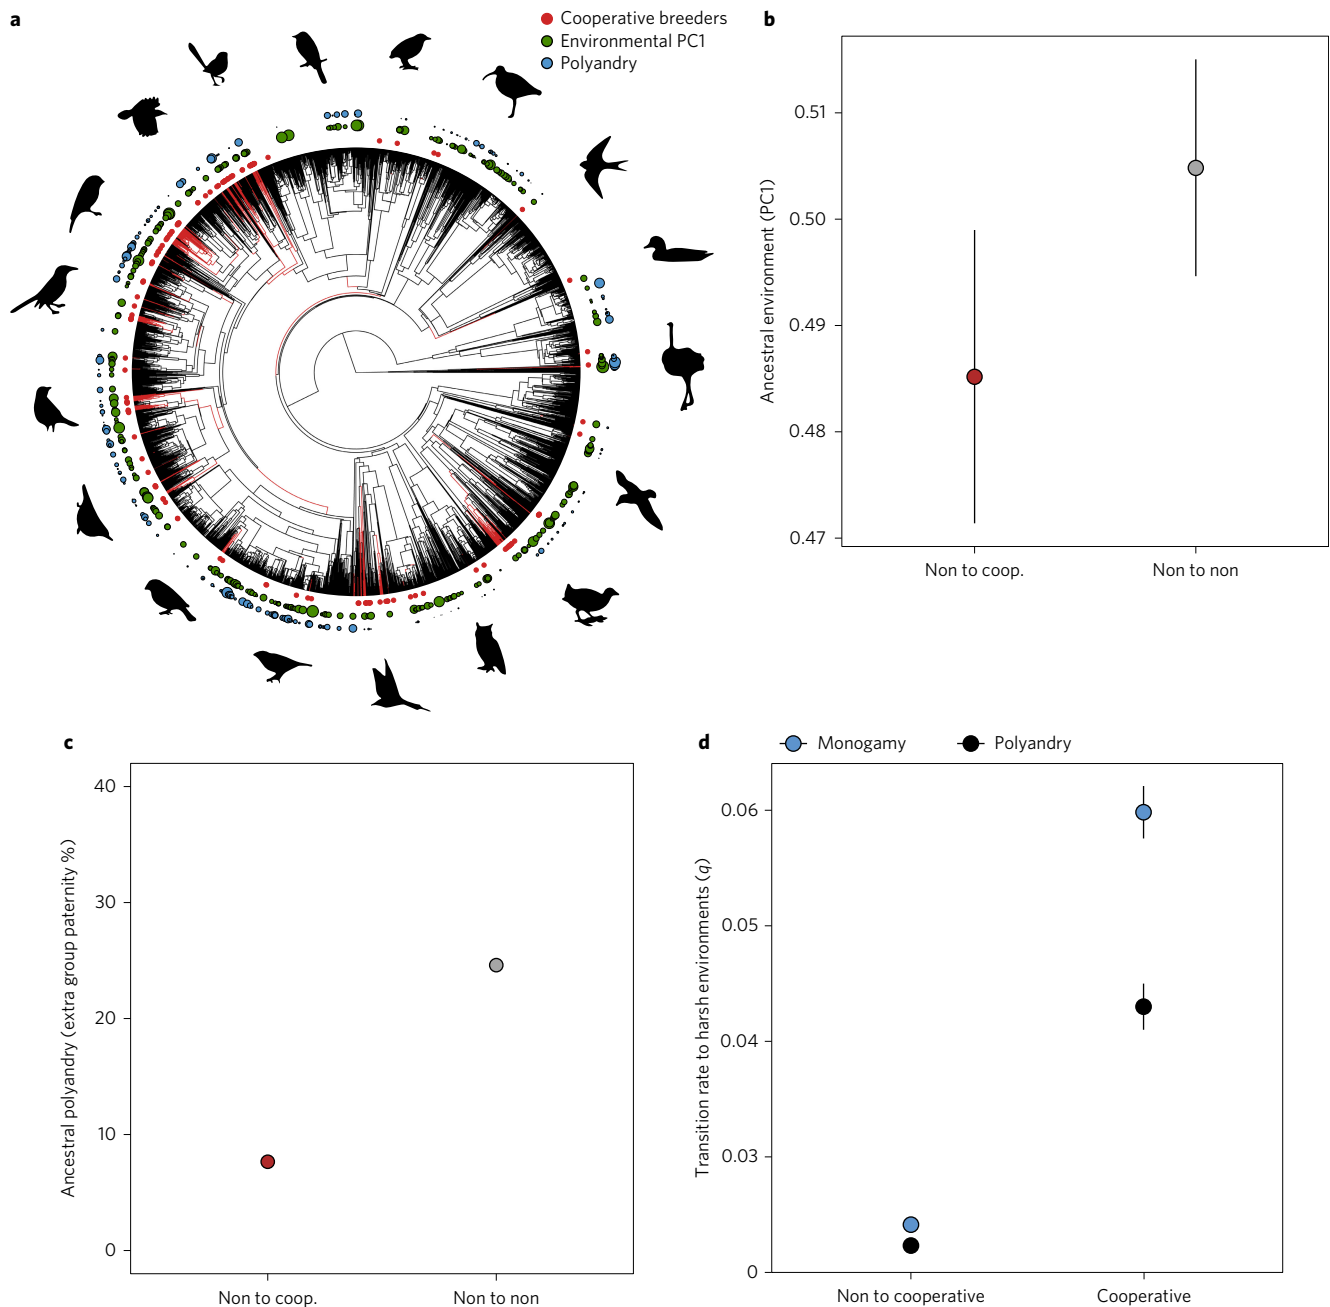 a
Cooperative breeders
Environmental PC1
Polyandry
b
Ancestral environment (PC1)
0.51
0.50
0.49
0.48
0.47
Non to coop.
Non to non
c
Ancestral polyandry (extra group paternity %)
40
30
20
10
0
Non to coop.
Non to non
d
Monogamy
Polyandry
Transition rate to harsh environments (q)
0.06
0.05
0.04
0.03
0
Non to cooperative
Cooperative